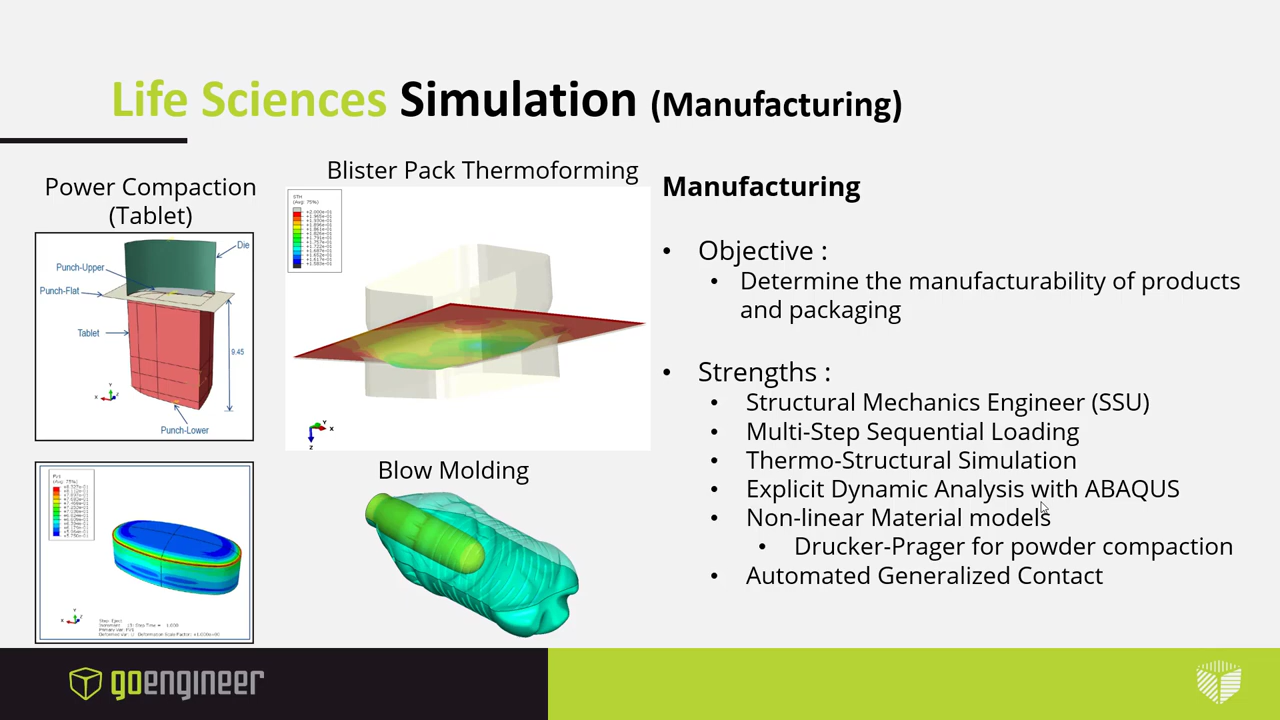 Life Sciences Simulation (Manufacturing)
Power Compaction
(Tablet)
Die
Punch-Upper
Punch-Flat
Tablet
9.45
Punch-Lower
Blister Pack Thermoforming
STH
(Avg: 75%)
Blow Molding
Manufacturing
• Objective :
• Determine the manufacturability of products
and packaging
• Strengths :
• Structural Mechanics Engineer (SSU)
• Multi-Step Sequential Loading
• Thermo-Structural Simulation
• Explicit Dynamic Analysis with ABAQUS
• Non-linear Material models
• Drucker-Prager for powder compaction
• Automated Generalized Contact
goengineer